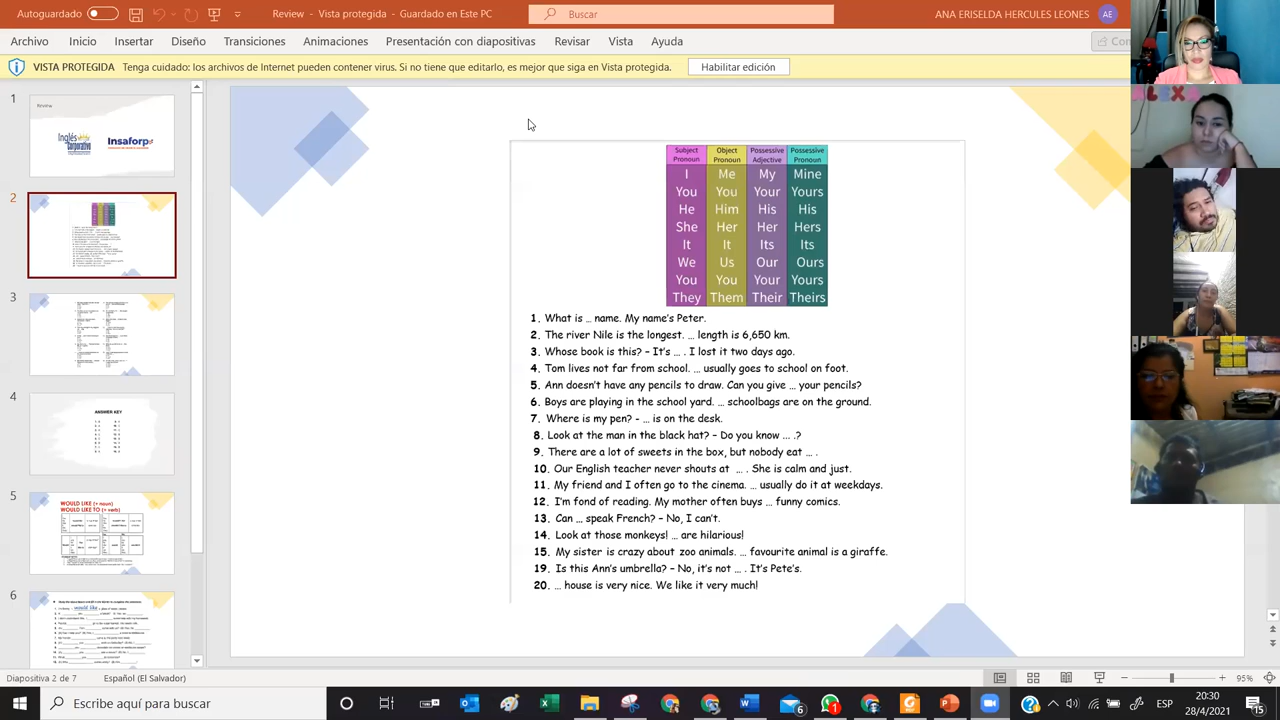 Autoguardado
Review - Vista protegida - Guardado en Este PC
Buscar
ANA ERISELDA HERCULES LEONES
AE
Archivo
Inicio
Insertar
Diseño
Transiciones
Animaciones
Presentación con diapositivas
Revisar
Vista
Ayuda
VISTA PROTEGIDA
Tenga cuidado: los archivos de Internet pueden contener virus. Si no
mejor que siga en Vista protegida.
Habilitar edición
1
Review
Inglés
Corporativo
Insaforp
3
ANSWER KEY
WOULD LIKE (+ noun)
WOULD LIKE TO (+ verb)
6
Subject Pronoun
Object Pronoun
Possessive Adjective
Possessive Pronoun
I Me My Mine
You You Your Yours
He Him His His
She Her Her Hers
It It Its Its
We Us Our Ours
You You Your Yours
They Them Their Theirs
1. What is … name. My name's Peter.
2. The river Nile is the longest. … length is 6,650 km.
3. Whose book is this? – It's … . I lost it two days ago.
Tom lives not far from school. … usually goes to school on foot.
5. Ann doesn't have any pencils to draw. Can you give … your pencils?
6. Boys are playing in the school yard. … schoolbags are on the ground.
7. Where is my pen? - … is on the desk.
8. Look at the man in the black hat? – Do you know … .?
9. There are a lot of sweets in the box, but nobody eat … .
10. Our English teacher never shouts at … . She is calm and just.
11. My friend and I often go to the cinema. … usually do it at weekdays.
12. I'm fond of reading. My mother often buys … funny comics.
13. Can … speak French? – No, I can't.
14. Look at those monkeys! … are hilarious!
15. My sister is crazy about zoo animals. … favourite animal is a giraffe.
19. Is this Ann's umbrella? – No, it's not … . It's Pete's.
20. … house is very nice. We like it very much!
ALEXA
Diapositiva 2 de 7
Español (El Salvador)
95%
Escribe aquí para buscar
6
1
ESP
20:30
28/4/2021
15